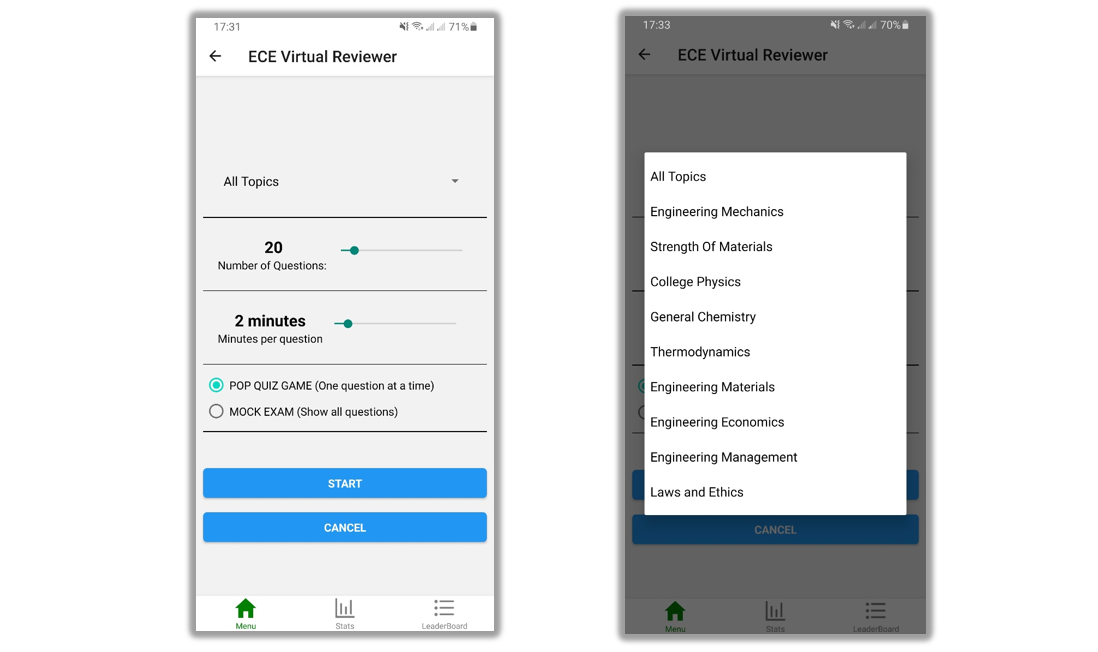 17:31 71%
ECE Virtual Reviewer
All Topics
20
Number of Questions:
2 minutes
Minutes per question
POP QUIZ GAME (One question at a time)
MOCK EXAM (Show all questions)
START
CANCEL
Menu Stats LeaderBoard
17:33 70%
ECE Virtual Reviewer
All Topics
Engineering Mechanics
Strength Of Materials
College Physics
General Chemistry
Thermodynamics
Engineering Materials
Engineering Economics
Engineering Management
Laws and Ethics
CANCEL
Menu Stats LeaderBoard